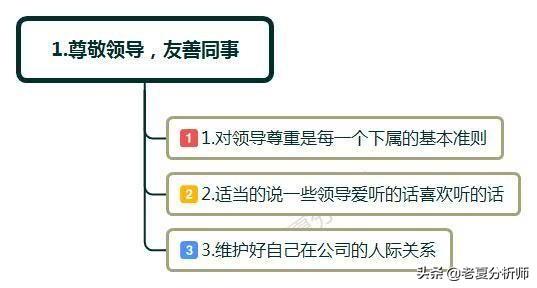 1.尊敬领导，友善同事
1 1.对领导尊重是每一个下属的基本准则
2 2.适当的说一些领导爱听的话喜欢听的话
3 3.维护好自己在公司的人际关系
头条 @老夏分析师